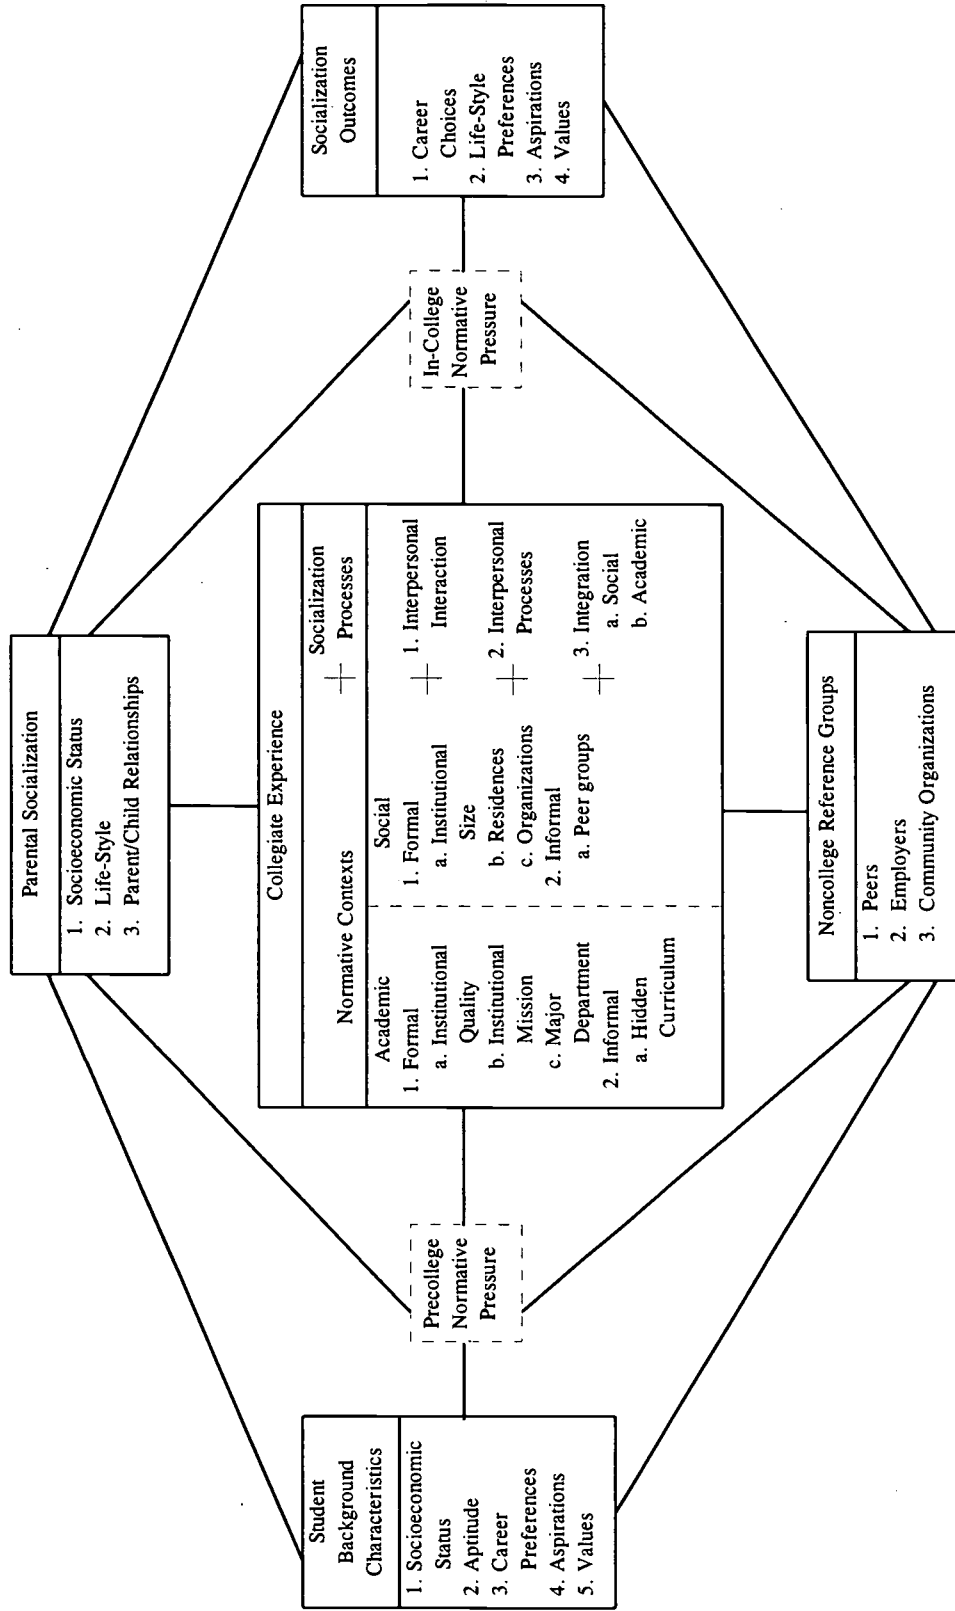 Parental Socialization
1. Socioeconomic Status
2. Life-Style
3. Parent/Child Relationships
Student
Background
Characteristics
1. Socioeconomic
Status
2. Aptitude
3. Career
Preferences
4. Aspirations
5. Values
Precollege
Normative
Pressure
Collegiate Experience
Normative Contexts
Socialization
Processes
Academic
1. Formal
a. Institutional
Quality
b. Institutional
Mission
c. Major
Department
2. Informal
a. Hidden
Curriculum
Social
1. Formal
a. Institutional
Size
b. Residences
c. Organizations
2. Informal
a. Peer groups
1. Interpersonal
Interaction
2. Interpersonal
Processes
3. Integration
a. Social
b. Academic
In-College
Normative
Pressure
Socialization
Outcomes
1. Career
Choices
2. Life-Style
Preferences
3. Aspirations
4. Values
Noncollege Reference Groups
1. Peers
2. Employers
3. Community Organizations